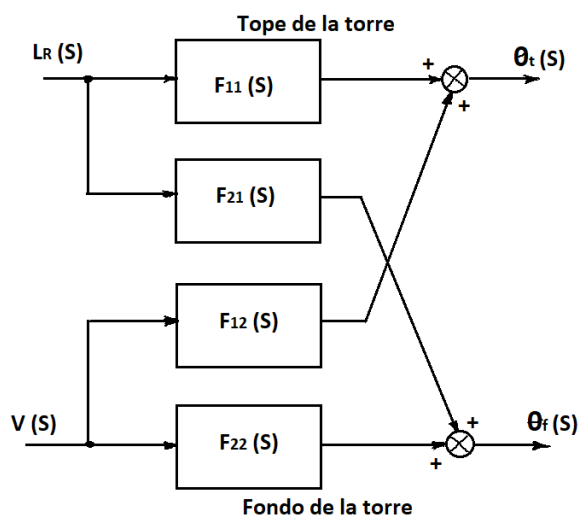 Tope de la torre
LR (S)
F11 (S)
+
+
θt (S)
F21 (S)
F12 (S)
V (S)
F22 (S)
+
+
θf (S)
Fondo de la torre